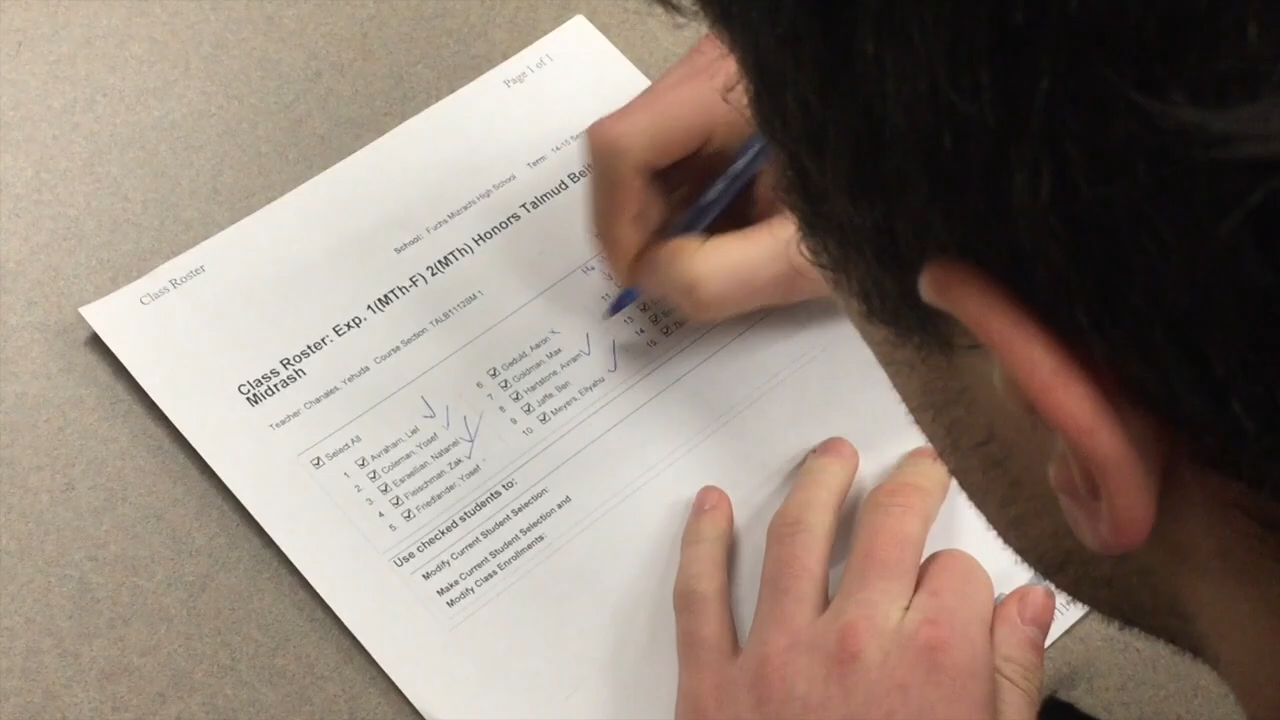 Page 1 of 1
Class Roster
School: Fuchs Mizrachi High School Term: 14-15
Class Roster: Exp. 1(MTh-F) 2(MTh) Honors Talmud Beit
Midrash
Teacher: Chanales, Yehuda Course Section: TALB1112BM.1
Select All
1. Avraham, Liel
2. Coleman, Yosef
3. Esrailian, Natanel
4. Fleischman, Zak
5. Friedlander, Yosef
6 Geduld, Aaron x
7 Goldman, Max
8 Hartstone, Avram
9 Jaffe, Ben
10 Meyers, Eliyahu
11
13
14
15
Use checked students to:
Modify Current Student Selection:
Make Current Student Selection and
Modify Class Enrollments: